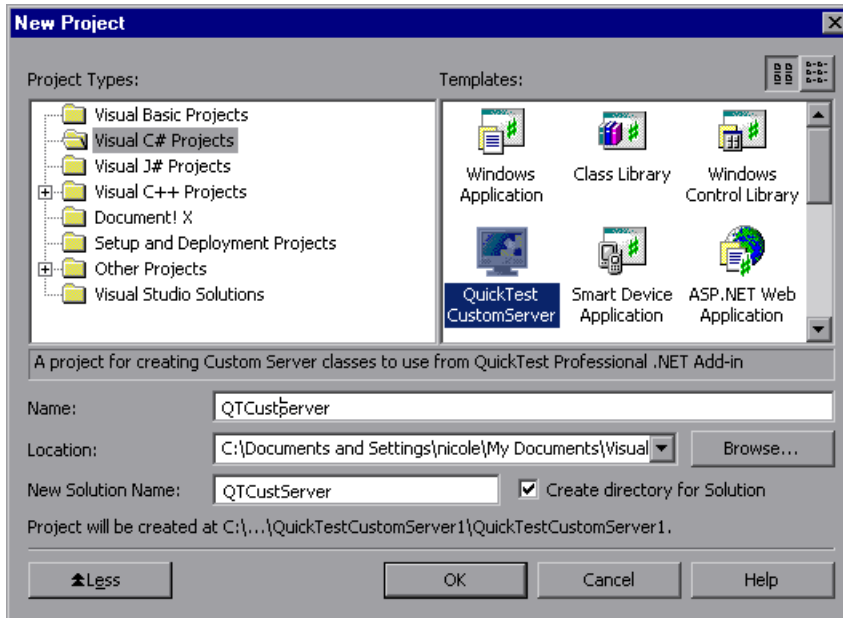 New Project
Project Types:
Templates:
Visual Basic Projects
Visual C# Projects
Visual J# Projects
Visual C++ Projects
Document! X
Setup and Deployment Projects
Other Projects
Visual Studio Solutions
Windows Application
Class Library
Windows Control Library
QuickTest CustomServer
Smart Device Application
ASP.NET Web Application
A project for creating Custom Server classes to use from QuickTest Professional .NET Add-in
Name:
QTCustServer
Location:
C:\Documents and Settings\nicole\My Documents\Visual
Browse...
New Solution Name:
QTCustServer
Create directory for Solution
Project will be created at C:\...\QuickTestCustomServer1\QuickTestCustomServer1.
Less
OK
Cancel
Help